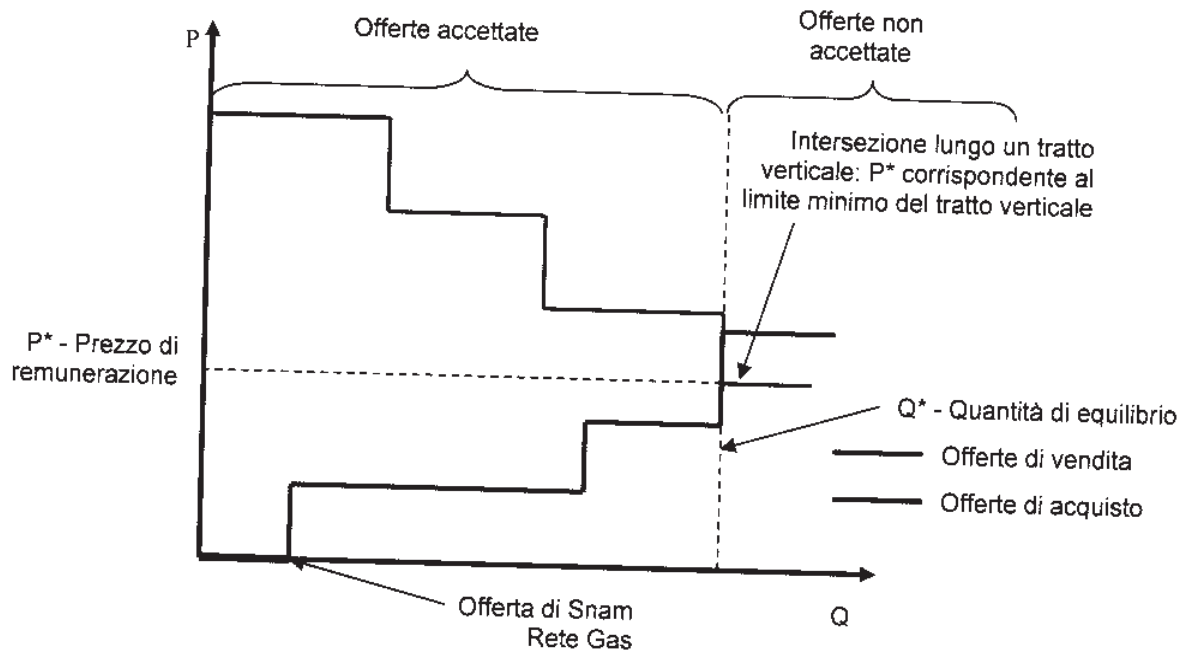 Offerte accettate
Offerte non
accettate
P
Intersezione lungo un tratto
verticale: P* corrispondente al
limite minimo del tratto verticale
P* - Prezzo di
remunerazione
Q* - Quantità di equilibrio
Offerte di vendita
Offerte di acquisto
Offerta di Snam
Rete Gas
Q